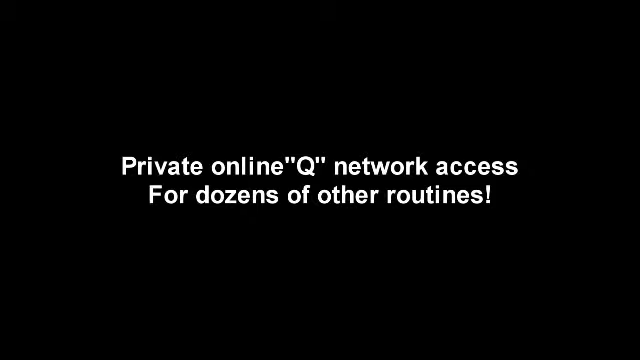 Private online"Q" network access
For dozens of other routines!